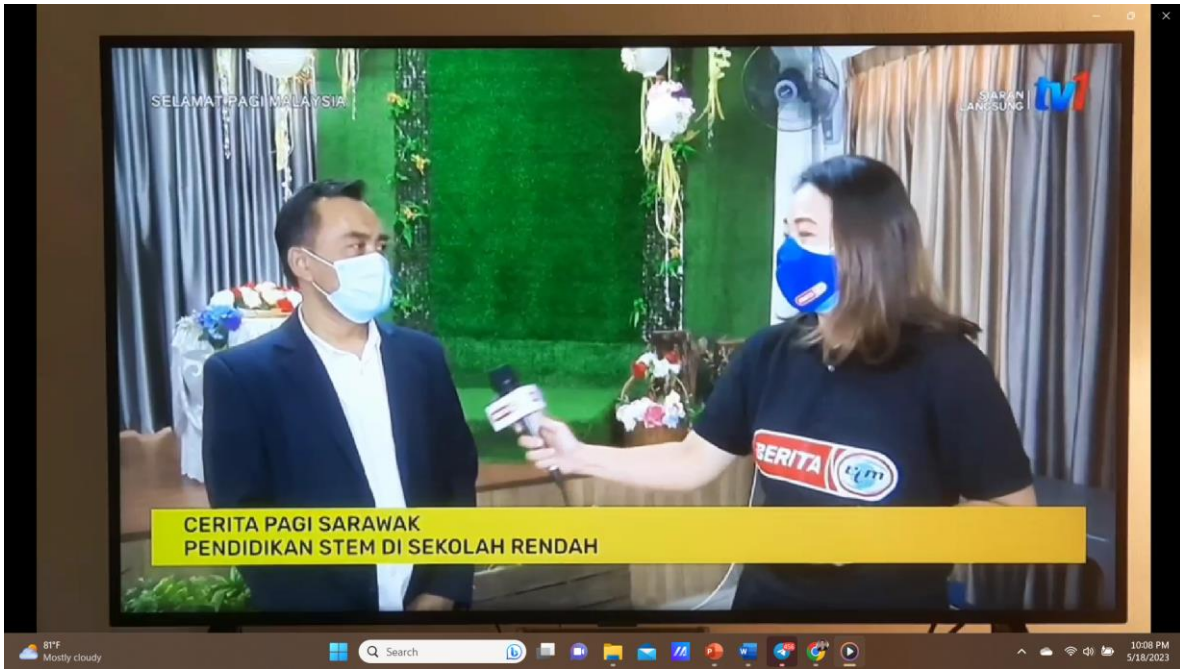 SELAMAT PAGI MALAYSIA
SIARAN
LANGSUNG
tv1
BERITA
rtm
CERITA PAGI SARAWAK
PENDIDIKAN STEM DI SEKOLAH RENDAH
81°F
Mostly cloudy
Search
10:08 PM
5/18/2023